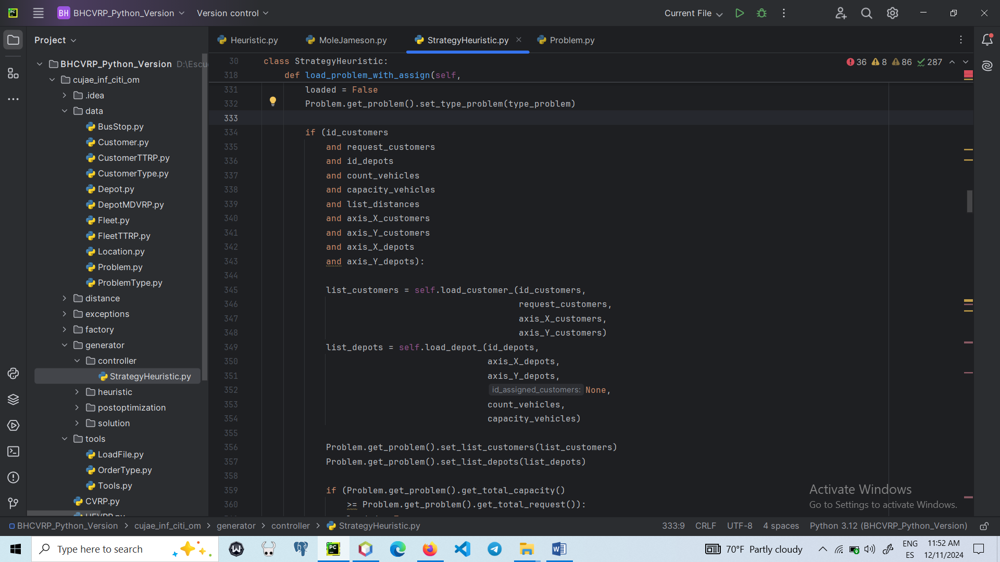 BH BHCVRP_Python_Version Version control Current File
Project
Heuristic.py MoleJameson.py StrategyHeuristic.py Problem.py
BHCVRP_Python_Version D:\Escu
cujae_inf_citi_om
.idea
data
BusStop.py
Customer.py
CustomerTTRP.py
CustomerType.py
Depot.py
DepotMDVRP.py
Fleet.py
FleetTTRP.py
Location.py
Problem.py
ProblemType.py
distance
exceptions
factory
generator
controller
StrategyHeuristic.py
heuristic
postoptimization
solution
tools
LoadFile.py
OrderType.py
Tools.py
CVRP.py
HFVRP.py
36 8 86 287
30 class StrategyHeuristic:
318 def load_problem_with_assign(self,
331 loaded = False
332 Problem.get_problem().set_type_problem(type_problem)
333
334 if (id_customers
335 and request_customers
336 and id_depots
337 and count_vehicles
338 and capacity_vehicles
339 and list_distances
340 and axis_X_customers
341 and axis_Y_customers
342 and axis_X_depots
343 and axis_Y_depots):
344
345 list_customers = self.load_customer_(id_customers,
346 request_customers,
347 axis_X_customers,
348 axis_Y_customers)
349 list_depots = self.load_depot_(id_depots,
350 axis_X_depots,
351 axis_Y_depots,
352 id_assigned_customers: None,
353 count_vehicles,
354 capacity_vehicles)
355
356 Problem.get_problem().set_list_customers(list_customers)
357 Problem.get_problem().set_list_depots(list_depots)
358
359 if (Problem.get_problem().get_total_capacity()
360 >= Problem.get_problem().get_total_request()):
Activate Windows
Go to Settings to activate Windows.
BHCVRP_Python_Version cujae_inf_citi_om generator controller StrategyHeuristic.py 333:9 CRLF UTF-8 4 spaces Python 3.12 (BHCVRP_Python_Version)
Type here to search PC 70°F Partly cloudy ENG 11:52 AM
ES 12/11/2024